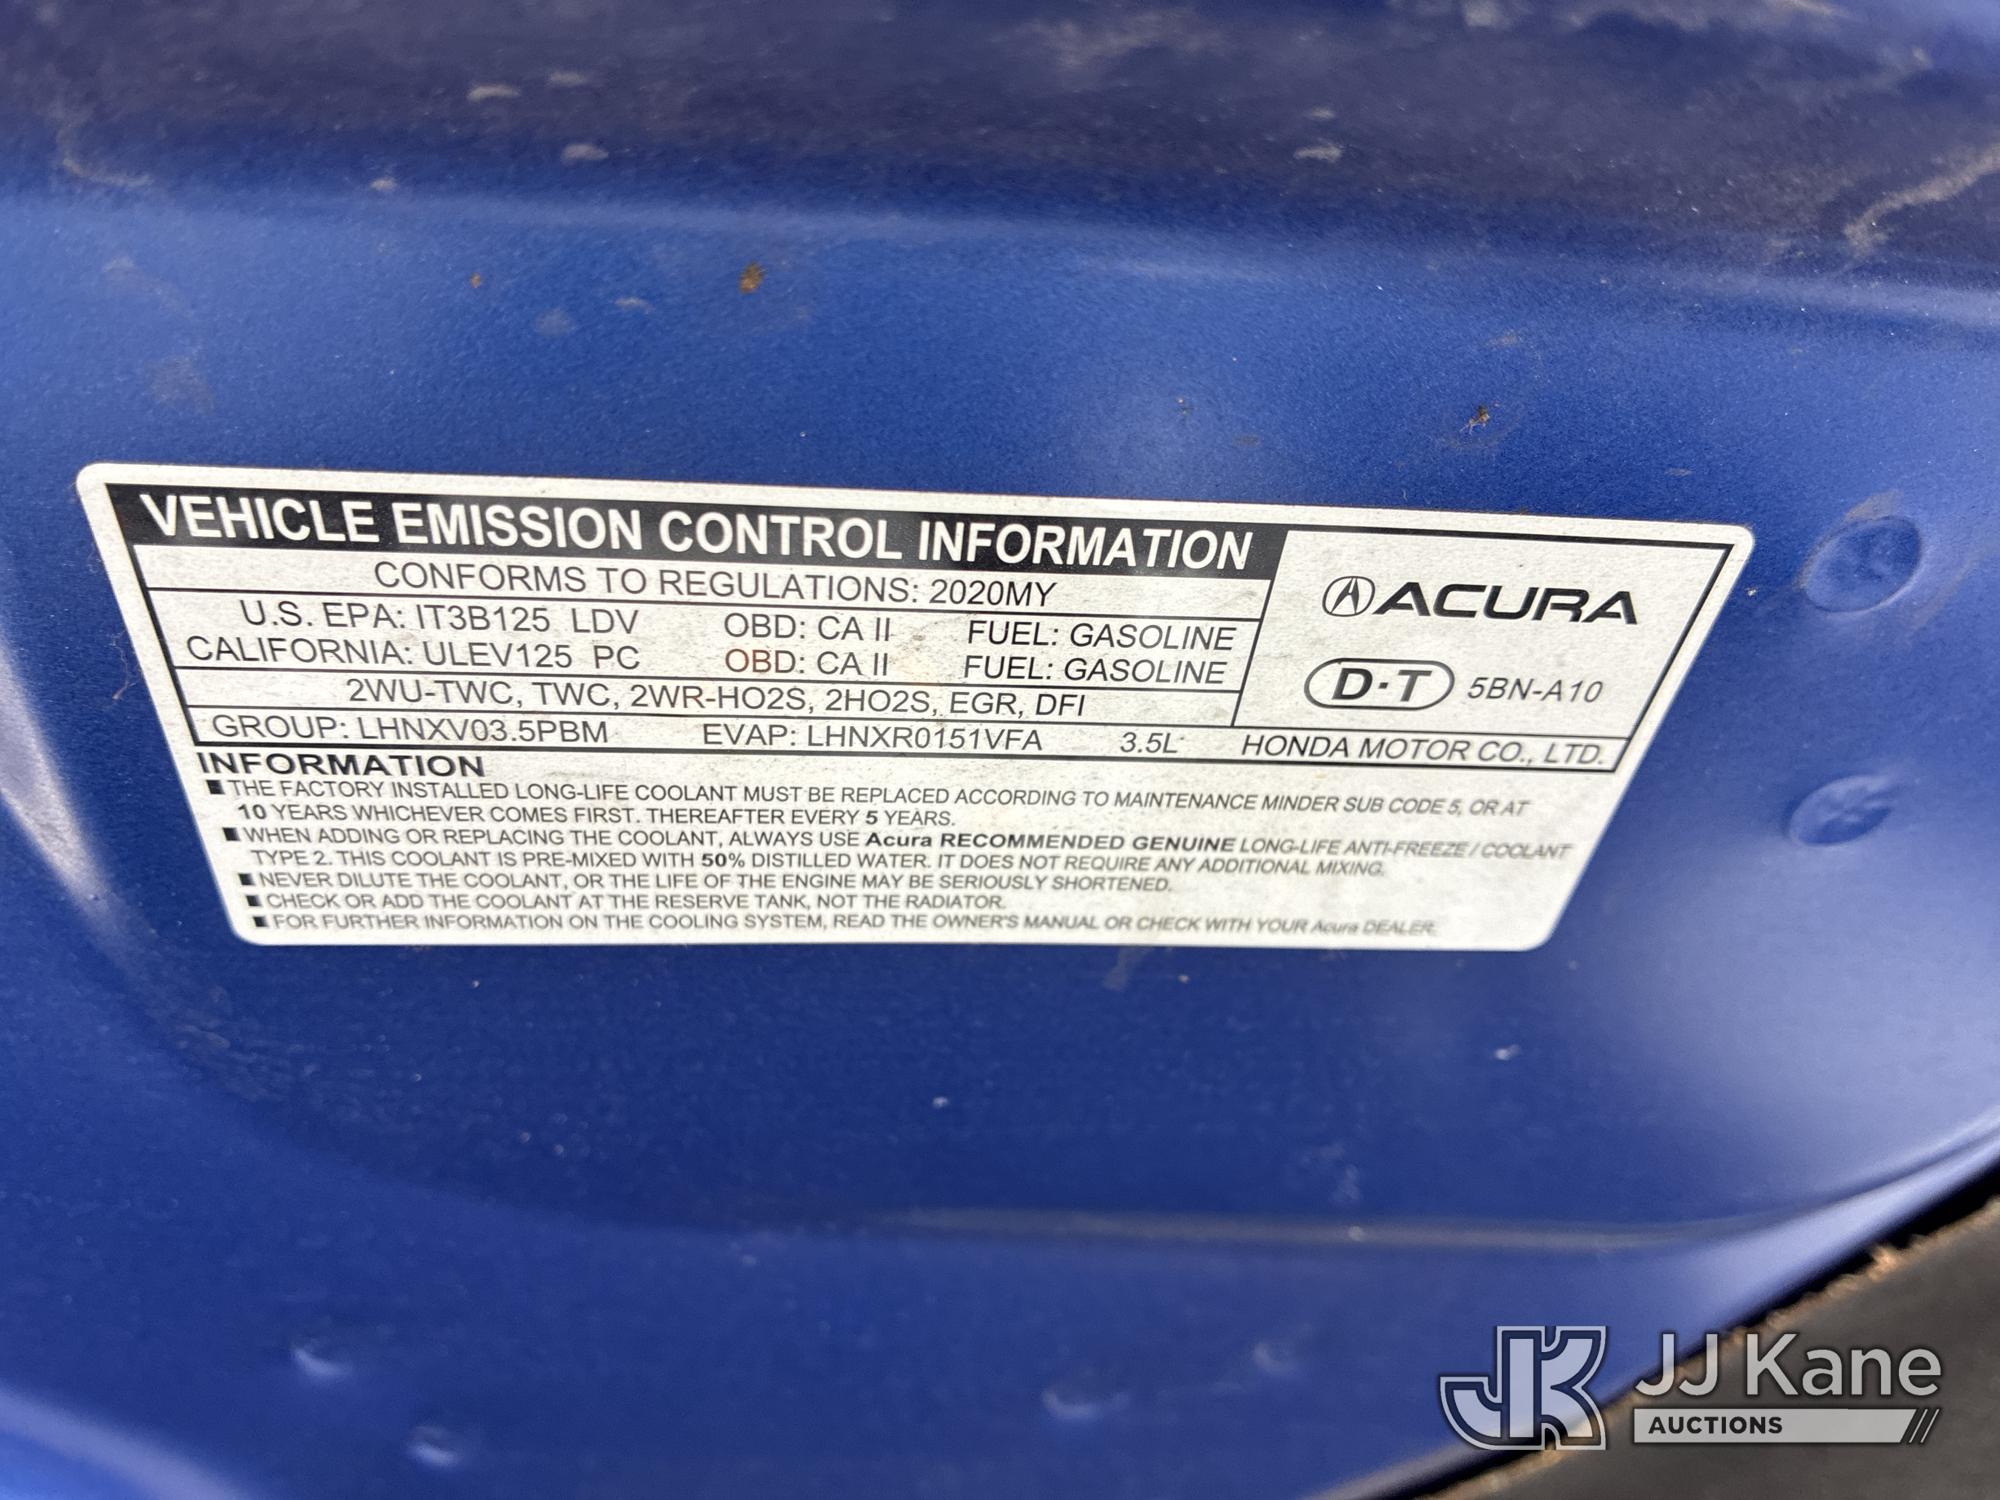 VEHICLE EMISSION CONTROL INFORMATION
CONFORMS TO REGULATIONS: 2020MY
U.S. EPA: IT3B125 LDV OBD: CA II FUEL: GASOLINE
CALIFORNIA: ULEV125 PC OBD: CA II FUEL: GASOLINE
2WU-TWC, TWC, 2WR-HO2S, 2HO2S, EGR, DFI
ACURA
D·T 5BN-A10
GROUP: LHNXV03.5PBM EVAP: LHNXR0151VFA 3.5L HONDA MOTOR CO., LTD.
INFORMATION
■ THE FACTORY INSTALLED LONG-LIFE COOLANT MUST BE REPLACED ACCORDING TO MAINTENANCE MINDER SUB CODE 5, OR AT
10 YEARS WHICHEVER COMES FIRST. THEREAFTER EVERY 5 YEARS.
■ WHEN ADDING OR REPLACING THE COOLANT, ALWAYS USE Acura RECOMMENDED GENUINE LONG-LIFE ANTI-FREEZE / COOLANT
TYPE 2. THIS COOLANT IS PRE-MIXED WITH 50% DISTILLED WATER. IT DOES NOT REQUIRE ANY ADDITIONAL MIXING.
■ NEVER DILUTE THE COOLANT, OR THE LIFE OF THE ENGINE MAY BE SERIOUSLY SHORTENED.
■ CHECK OR ADD THE COOLANT AT THE RESERVE TANK, NOT THE RADIATOR.
■ FOR FURTHER INFORMATION ON THE COOLING SYSTEM, READ THE OWNER'S MANUAL OR CHECK WITH YOUR Acura DEALER.
JK JJ Kane
AUCTIONS